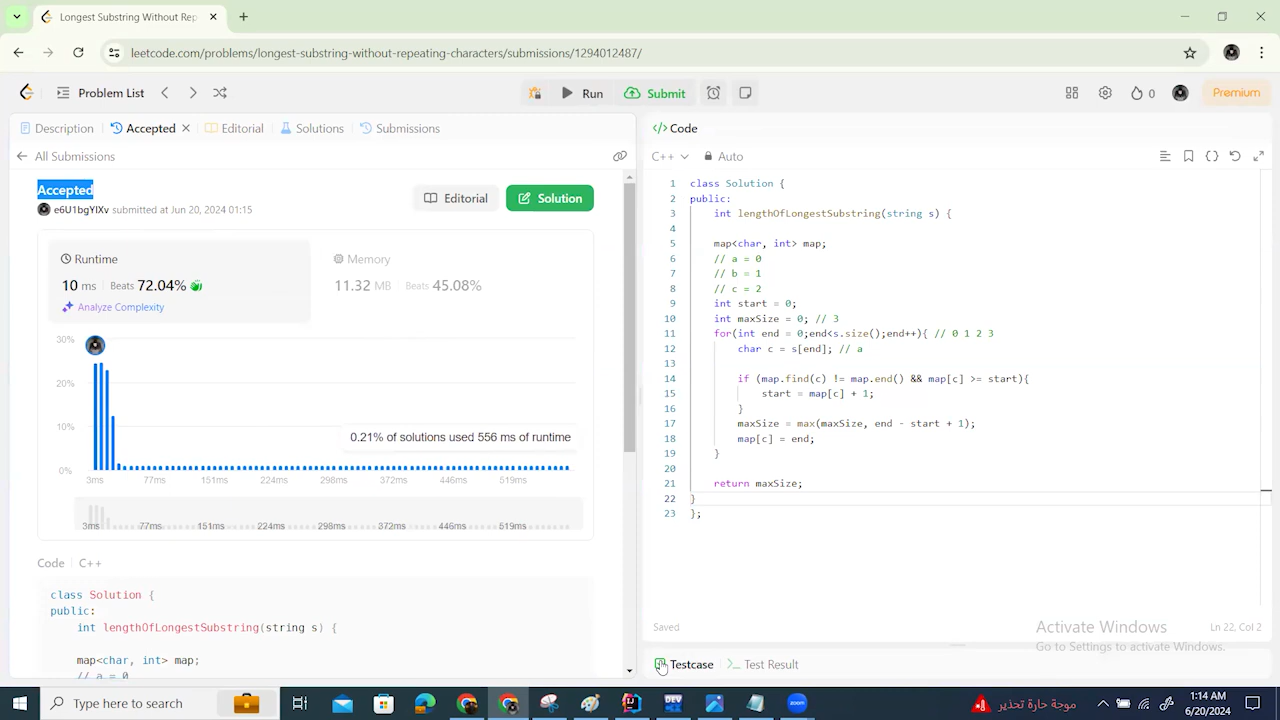 Longest Substring Without Rep
leetcode.com/problems/longest-substring-without-repeating-characters/submissions/1294012487/
Problem List
Run
Submit
0
Premium
Description
Accepted
Editorial
Solutions
Submissions
All Submissions
Accepted
e6U1bgYlXv submitted at Jun 20, 2024 01:15
Editorial
Solution
Runtime
10 ms
Beats 72.04%
Analyze Complexity
Memory
11.32 MB
Beats 45.08%
30%
20%
10%
0%
0.21% of solutions used 556 ms of runtime
3ms 77ms 151ms 224ms 298ms 372ms 446ms 519ms
3ms 77ms 151ms 224ms 298ms 372ms 446ms 519ms
Code C++
class Solution {
public:
int lengthOfLongestSubstring(string s) {
map<char, int> map;
// a = 0
</> Code
C++
Auto
1 class Solution {
2 public:
3 int lengthOfLongestSubstring(string s) {
4
5 map<char, int> map;
6 // a = 0
7 // b = 1
8 // c = 2
9 int start = 0;
10 int maxSize = 0; // 3
11 for(int end = 0;end<s.size();end++){ // 0 1 2 3
12 char c = s[end]; // a
13
14 if (map.find(c) != map.end() && map[c] >= start){
15 start = map[c] + 1;
16 }
17 maxSize = max(maxSize, end - start + 1);
18 map[c] = end;
19 }
20
21 return maxSize;
22 }
23 };
Saved
Ln 22, Col 2
Activate Windows
Go to Settings to activate Windows.
Testcase
>_ Test Result
Type here to search
موجة حارة تحذير
1:14 AM
6/20/2024